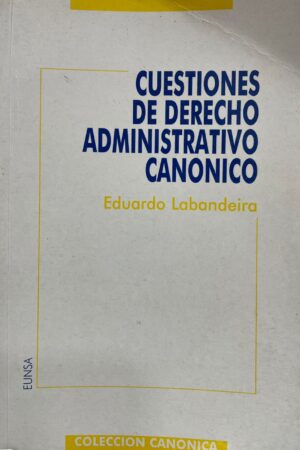 CUESTIONES
DE DERECHO
ADMINISTRATIVO
CANONICO
Eduardo Labandeira
EUNSA
COLECCION CANONICA